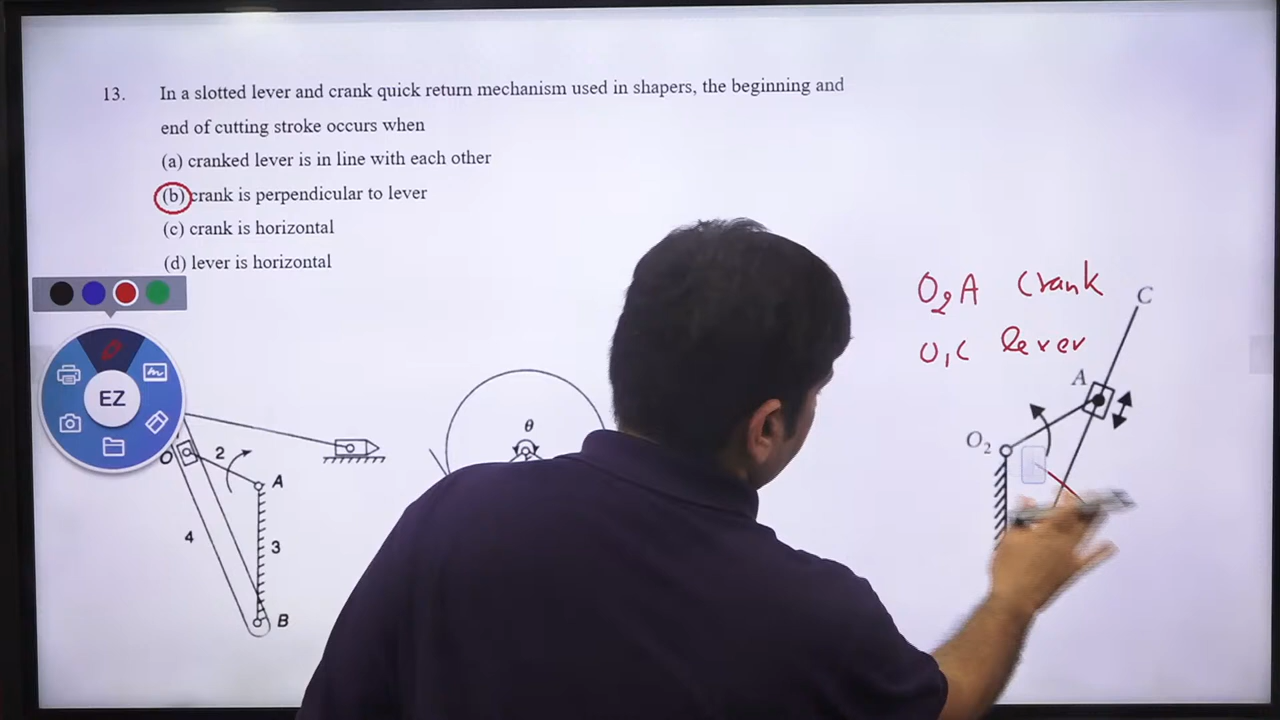 13. In a slotted lever and crank quick return mechanism used in shapers, the beginning and
end of cutting stroke occurs when
(a) cranked lever is in line with each other
(b) crank is perpendicular to lever
(c) crank is horizontal
(d) lever is horizontal
EZ
O₂A Crank
O₁C lever
C
A
O₂
θ
2
A
4
3
B